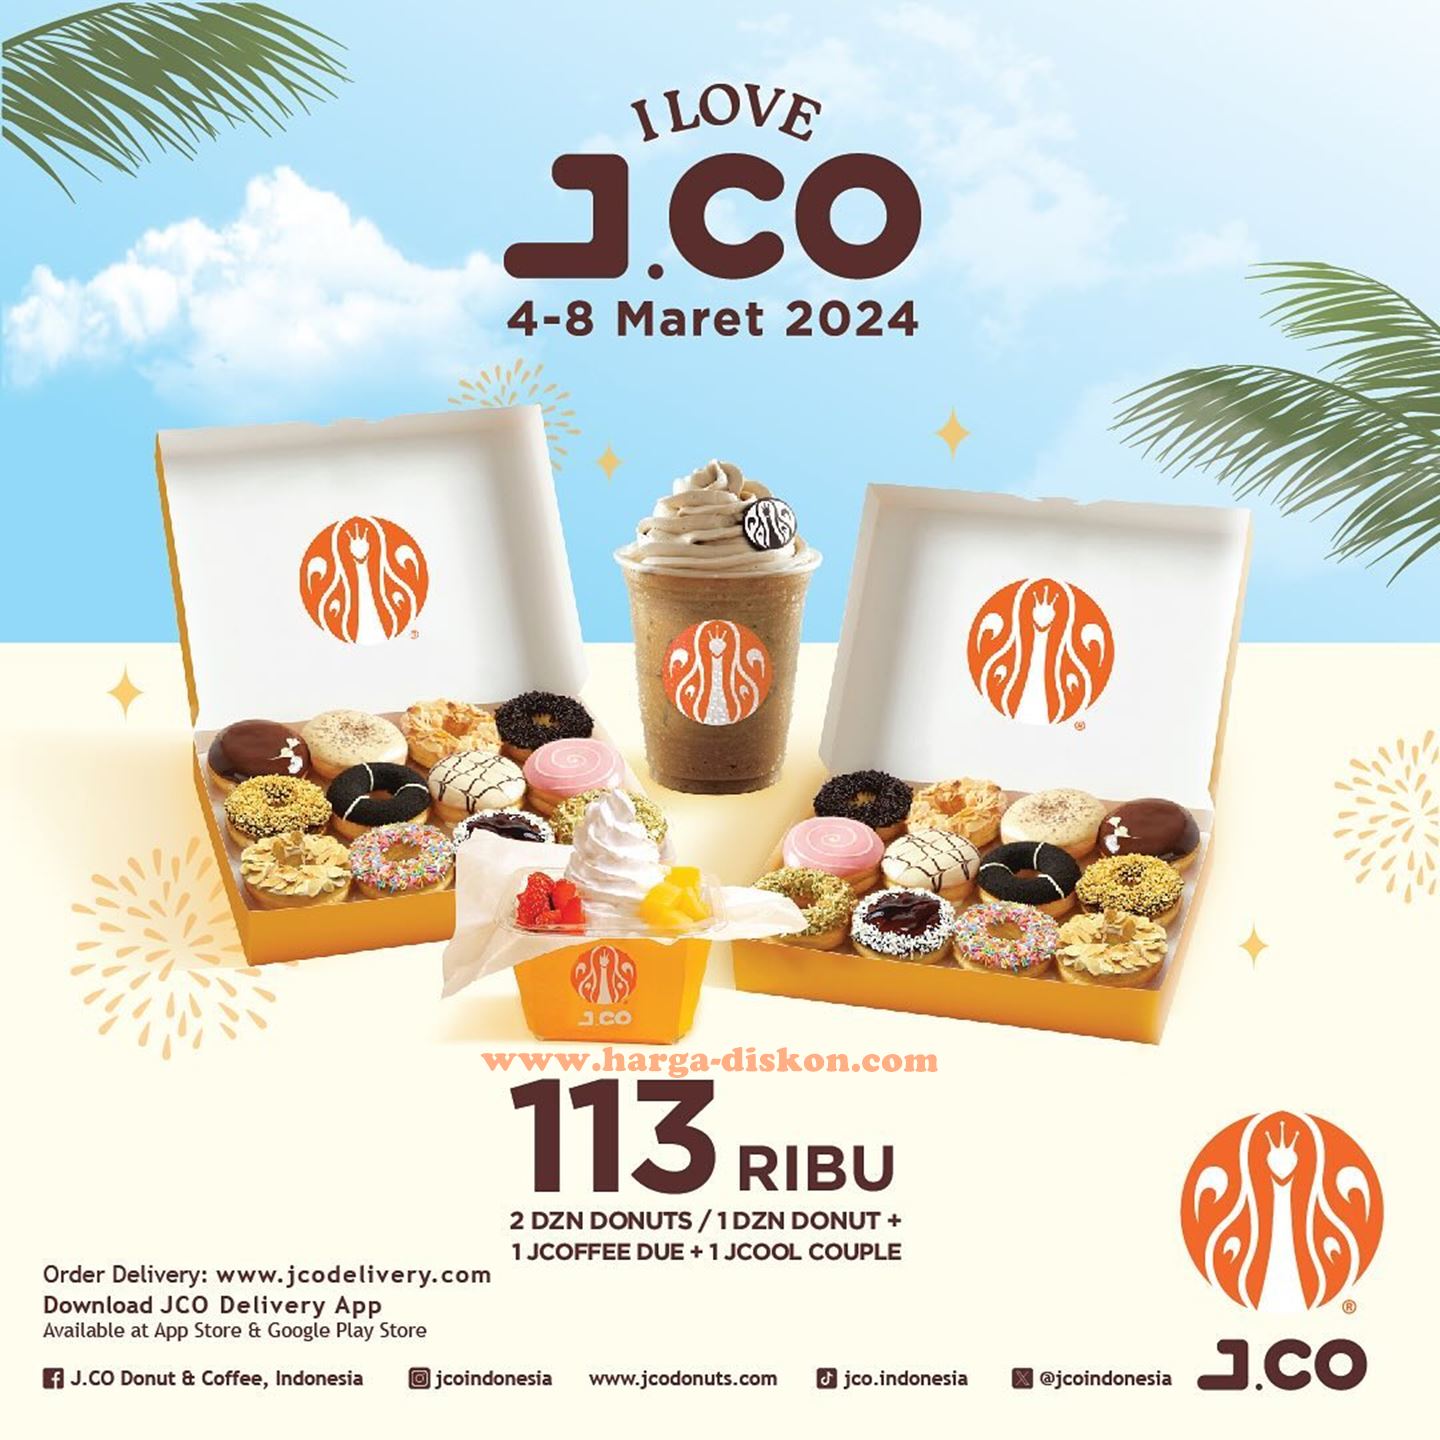 I LOVE
J.CO
4-8 Maret 2024
J.CO
www.harga-diskon.com
113 RIBU
2 DZN DONUTS / 1 DZN DONUT +
1 JCOFFEE DUE + 1 JCOOL COUPLE
Order Delivery: www.jcodelivery.com
Download JCO Delivery App
Available at App Store & Google Play Store
J.CO Donut & Coffee, Indonesia
jcoindonesia
www.jcodonuts.com
jco.indonesia
@jcoindonesia
®
J.CO